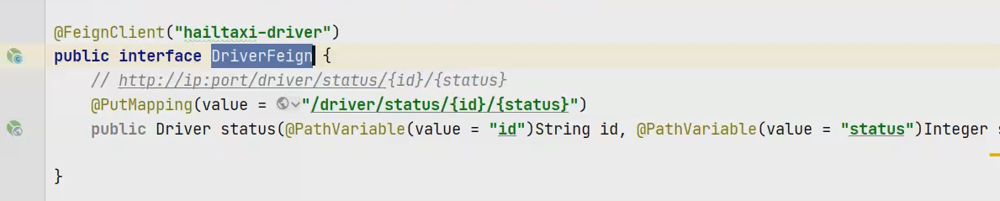 @FeignClient("hailtaxi-driver")
public interface DriverFeign {
// http://ip:port/driver/status/{id}/{status}
@PutMapping(value = "/driver/status/{id}/{status}")
public Driver status(@PathVariable(value = "id")String id, @PathVariable(value = "status")Integer
}